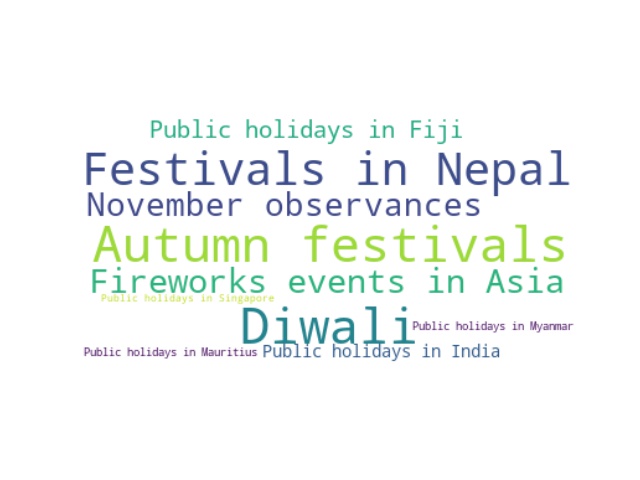 Public holidays in Fiji
Festivals in Nepal
November observances
Autumn festivals
Fireworks events in Asia
Public holidays in Singapore
Diwali
Public holidays in Myanmar
Public holidays in Mauritius
Public holidays in India